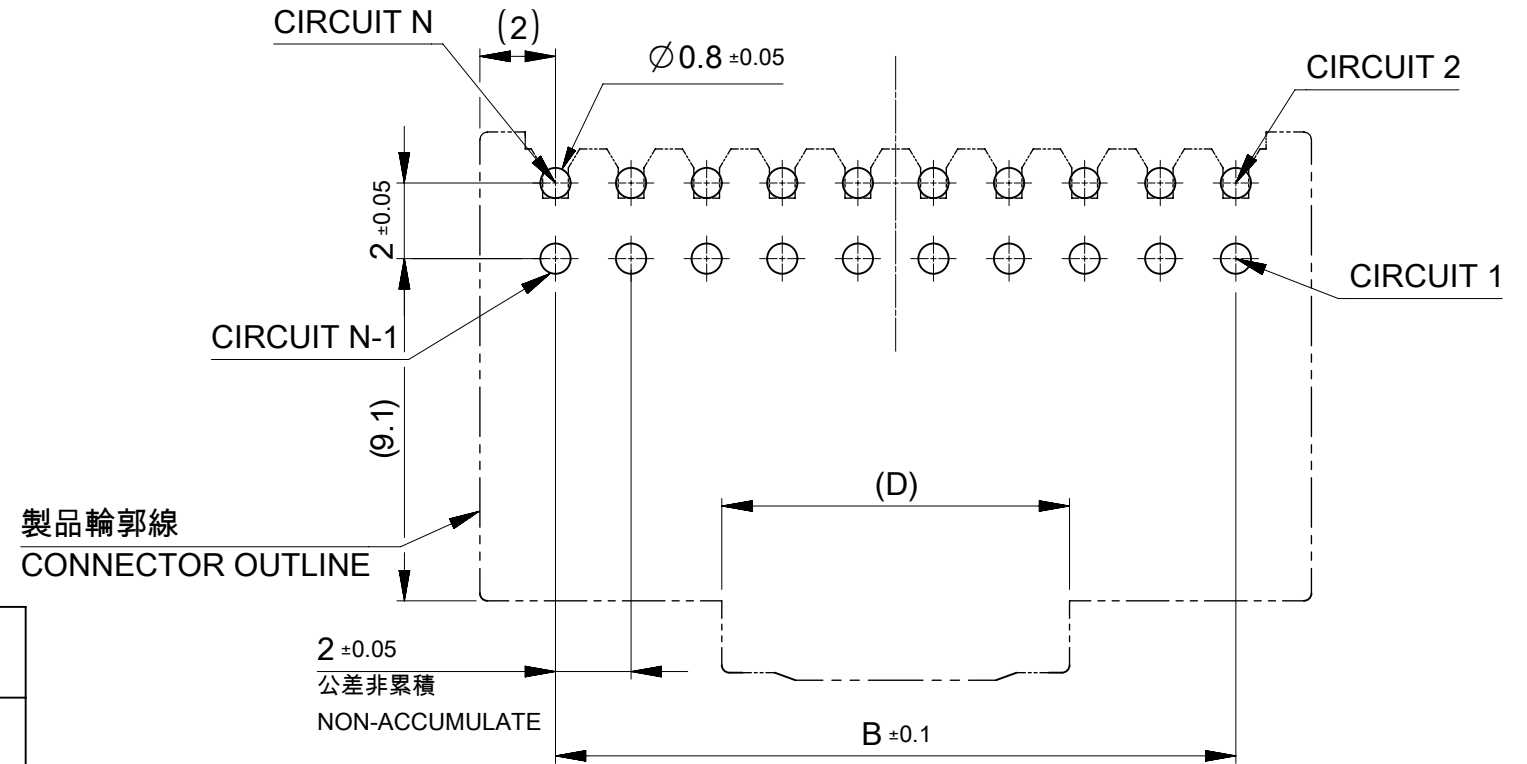 CIRCUIT N
(2)
Ø0.8 ±0.05
CIRCUIT 2
2 ±0.05
CIRCUIT 1
CIRCUIT N-1
(9.1)
(D)
製品輪郭線
CONNECTOR OUTLINE
2 ±0.05
公差非累積
NON-ACCUMULATE
B ±0.1